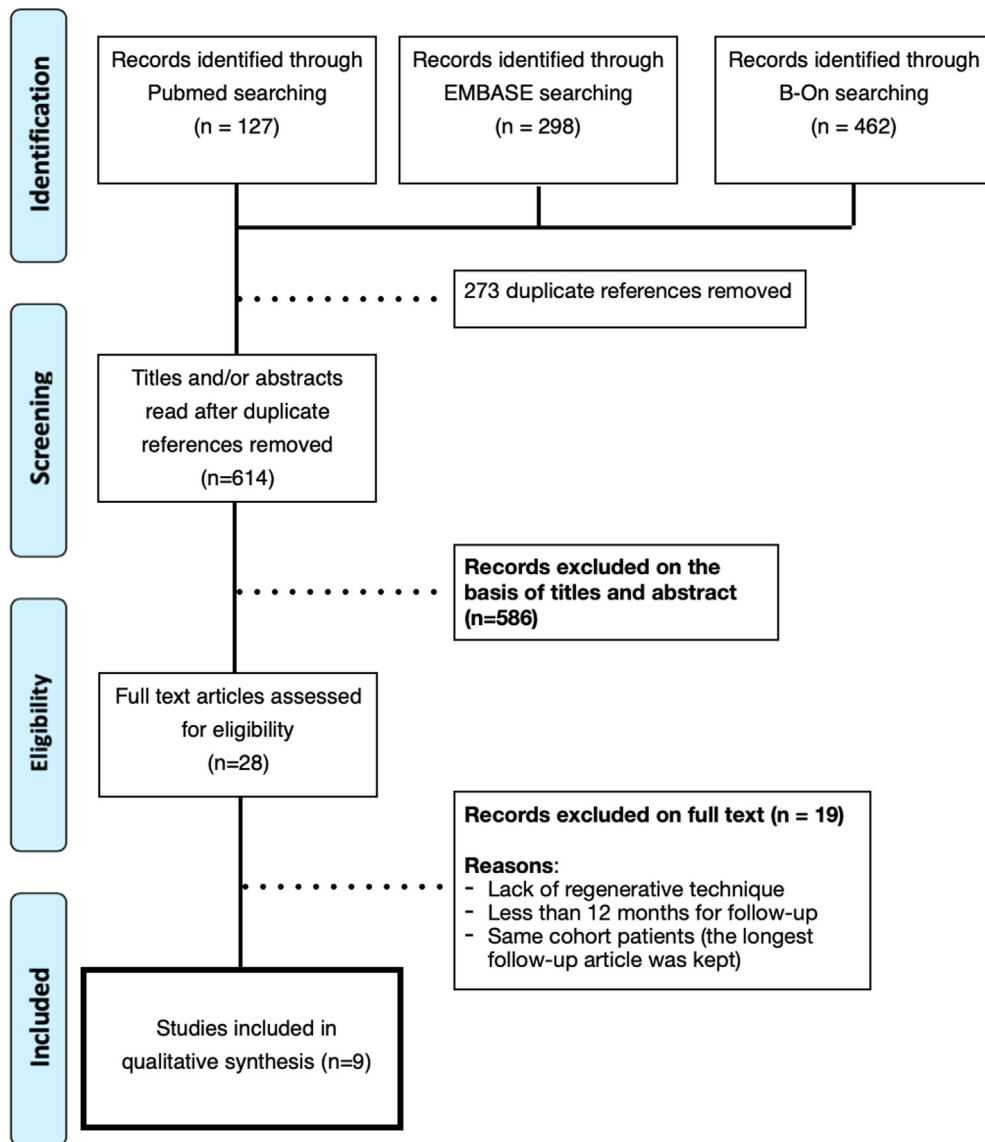 Identification
Records identified through
Pubmed searching
(n = 127)
Records identified through
EMBASE searching
(n = 298)
Records identified through
B-On searching
(n = 462)
273 duplicate references removed
Screening
Titles and/or abstracts
read after duplicate
references removed
(n=614)
Records excluded on the
basis of titles and abstract
(n=586)
Eligibility
Full text articles assessed
for eligibility
(n=28)
Records excluded on full text (n = 19)
Reasons:
- Lack of regenerative technique
- Less than 12 months for follow-up
- Same cohort patients (the longest
follow-up article was kept)
Included
Studies included in
qualitative synthesis (n=9)